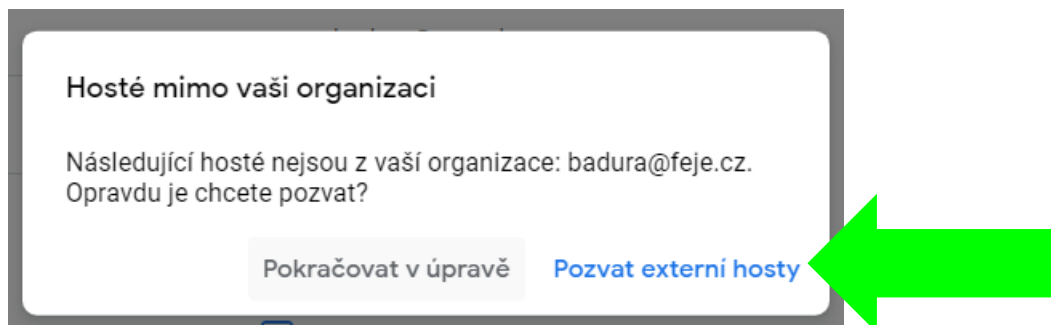 Hosté mimo vaši organizaci
Následující hosté nejsou z vaší organizace: badura@feje.cz.
Opravdu je chcete pozvat?
Pokračovat v úpravě Pozvat externí hosty